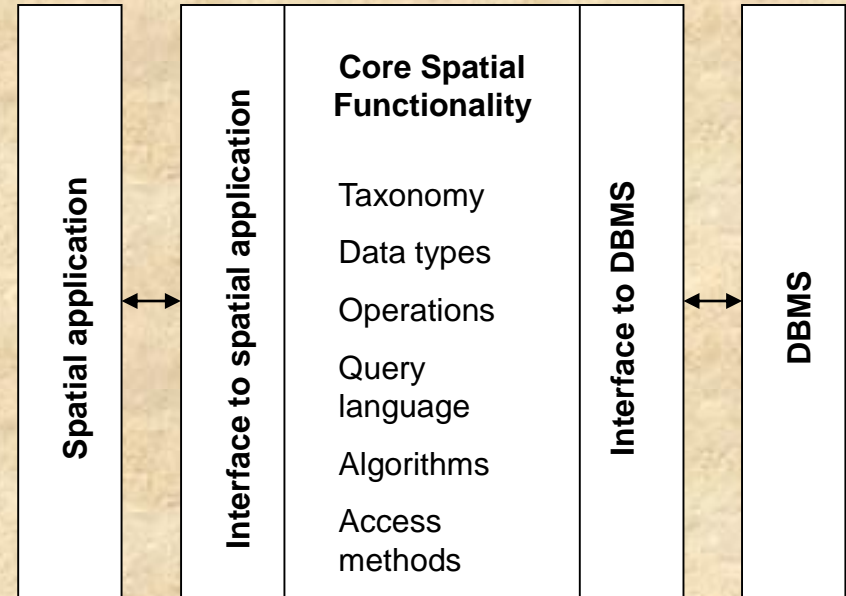 Spatial application
Interface to spatial application
Core Spatial
Functionality
Taxonomy
Data types
Operations
Query
language
Algorithms
Access
methods
Interface to DBMS
DBMS